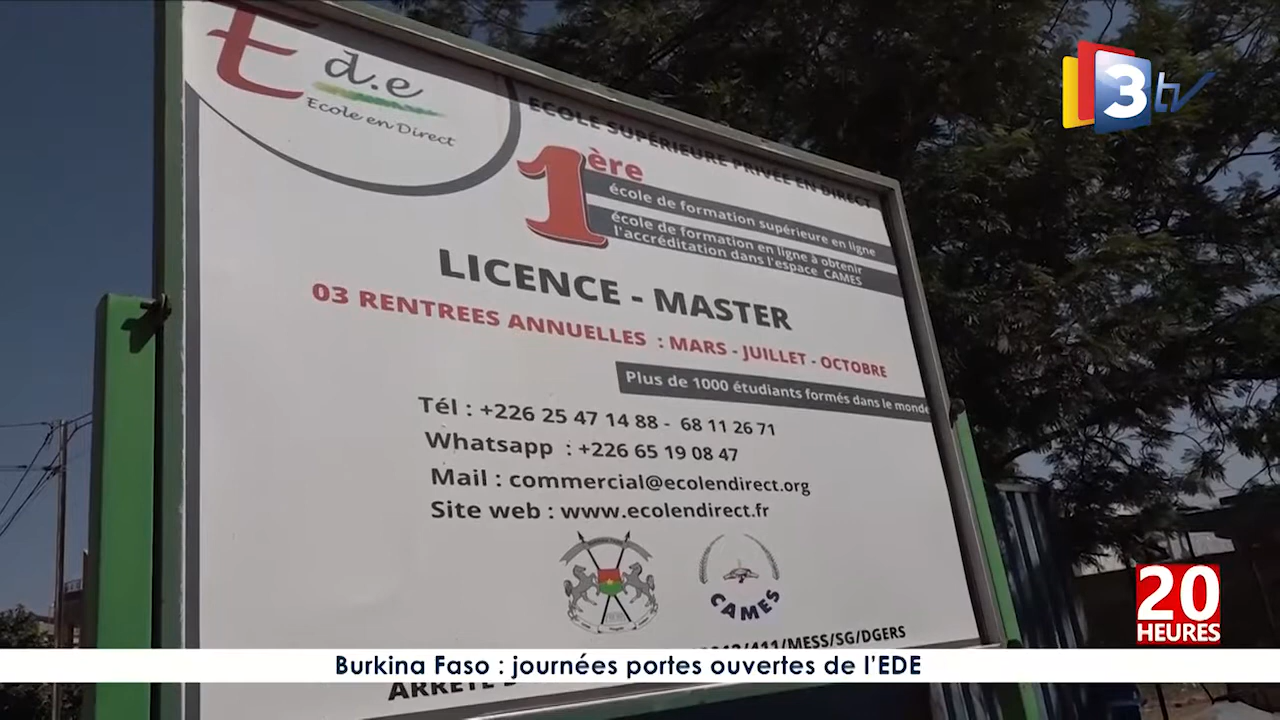 3tv
Ede
Ecole en Direct
ECOLE SUPÉRIEURE PRIVÉE EN DIRECT
1ère
école de formation supérieure en ligne
école de formation en ligne à obtenir
l'accréditation dans l'espace CAMES
LICENCE - MASTER
03 RENTREES ANNUELLES : MARS - JUILLET - OCTOBRE
Plus de 1000 étudiants formés dans le monde
Tél : +226 25 47 14 88 - 68 11 26 71
Whatsapp : +226 65 19 08 47
Mail : commercial@ecolendirect.org
Site web : www.ecolendirect.fr
CAMES
/411/MESS/SG/DGERS
ARRETE
20
HEURES
Burkina Faso : journées portes ouvertes de l'EDE